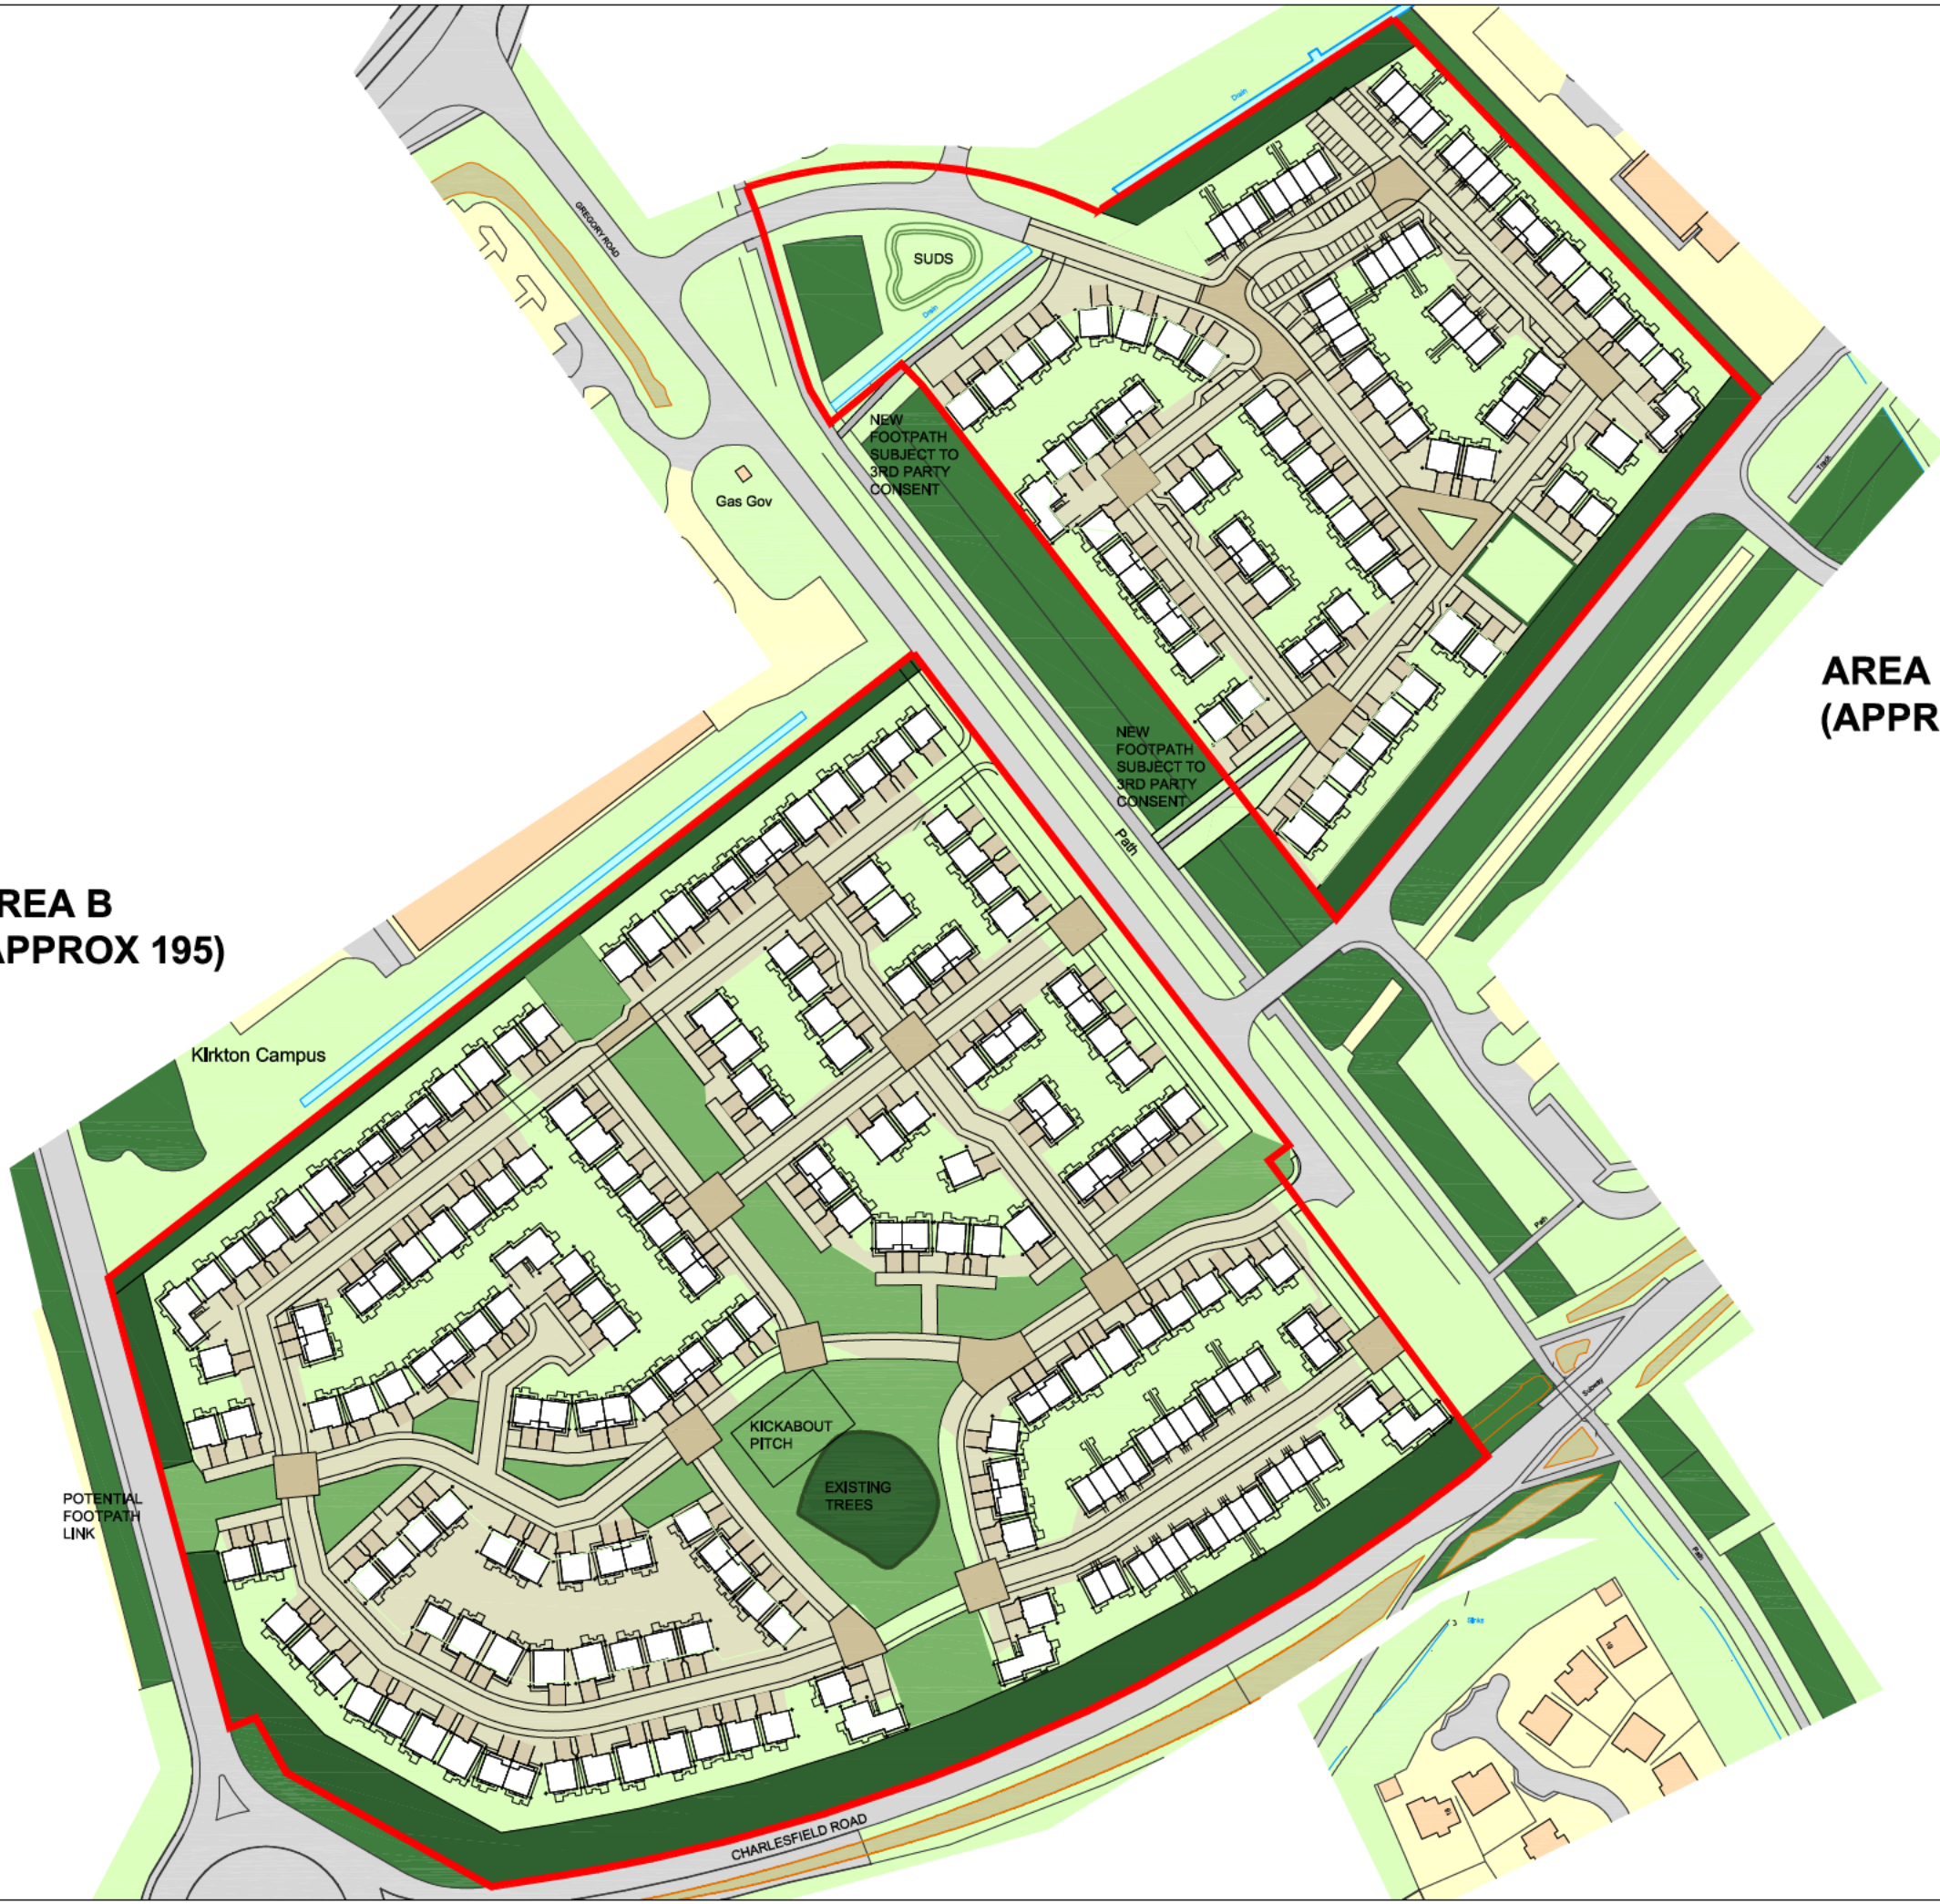 Drain
GREGORY ROAD
SUDS
Drain
NEW
FOOTPATH
SUBJECT TO
3RD PARTY
CONSENT
Track
Gas Gov
AREA
(APPR
NEW
FOOTPATH
SUBJECT TO
3RD PARTY
CONSENT
Path
REA B
APPROX 195)
Kirkton Campus
Path
Subway
KICKABOUT
PITCH
EXISTING
TREES
POTENTIAL
FOOTPATH
LINK
Path
CHARLESFIELD ROAD